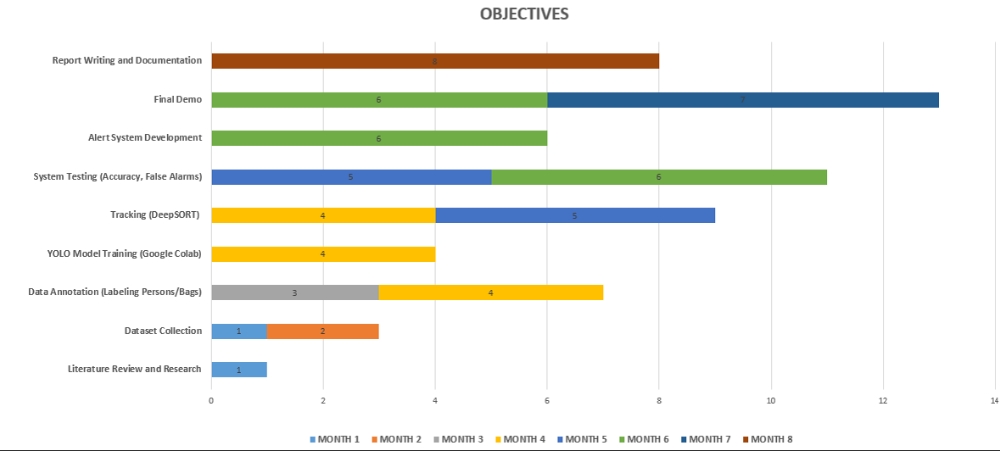 OBJECTIVES
Report Writing and Documentation 8
Final Demo 6 7
Alert System Development 6
System Testing (Accuracy, False Alarms) 5 6
Tracking (DeepSORT) 4 5
YOLO Model Training (Google Colab) 4
Data Annotation (Labeling Persons/Bags) 3 4
Dataset Collection 1 2
Literature Review and Research 1
0 2 4 6 8 10 12 14
MONTH 1 MONTH 2 MONTH 3 MONTH 4 MONTH 5 MONTH 6 MONTH 7 MONTH 8